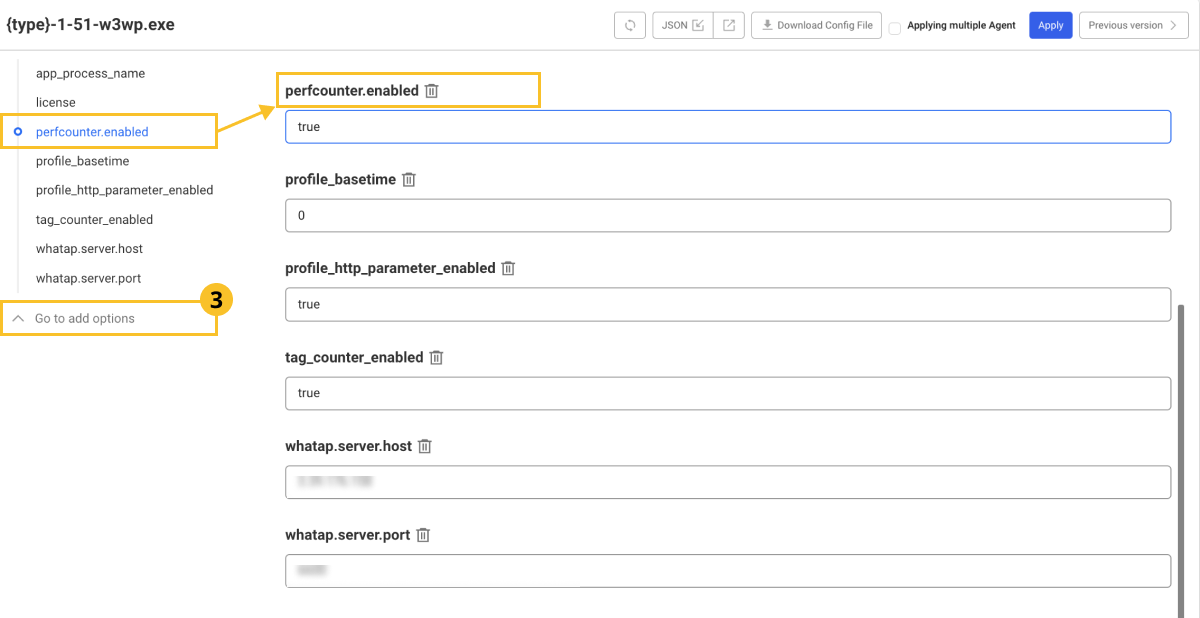 {type}-1-51-w3wp.exe
JSON
Download Config File
Applying multiple Agent
Apply
Previous version
app_process_name
license
perfcounter.enabled
profile_basetime
profile_http_parameter_enabled
tag_counter_enabled
whatap.server.host
whatap.server.port
3
Go to add options
perfcounter.enabled
true
profile_basetime
0
profile_http_parameter_enabled
true
tag_counter_enabled
true
whatap.server.host
whatap.server.port